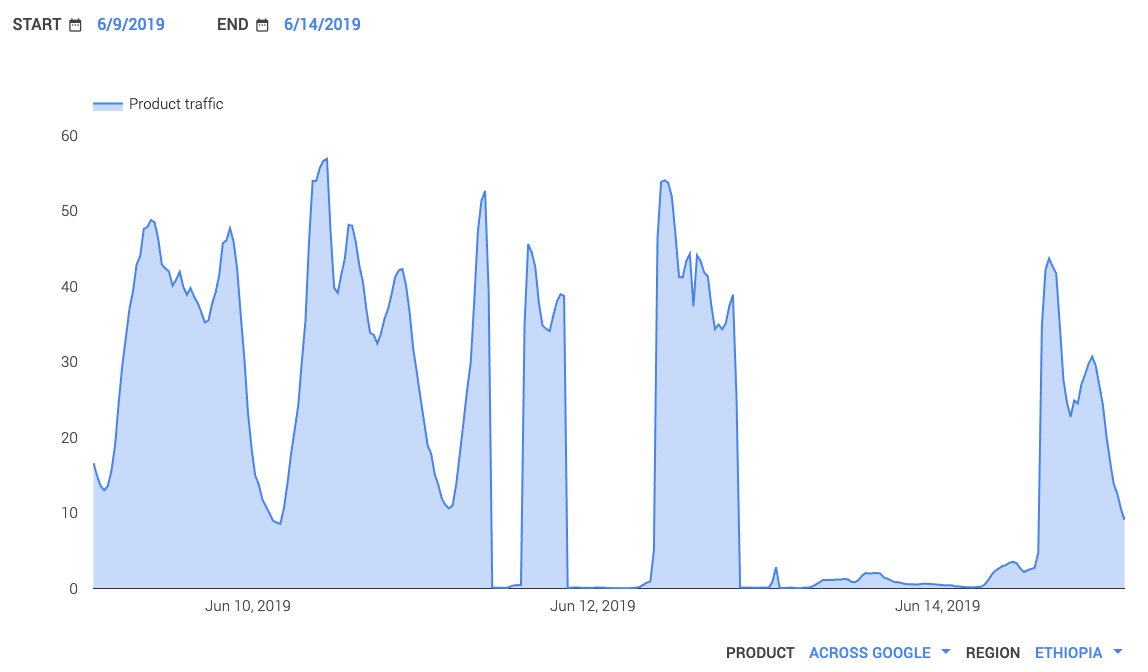 START 6/9/2019 END 6/14/2019
Product traffic
60
50
40
30
20
10
0
Jun 10, 2019 Jun 12, 2019 Jun 14, 2019
PRODUCT ACROSS GOOGLE REGION ETHIOPIA